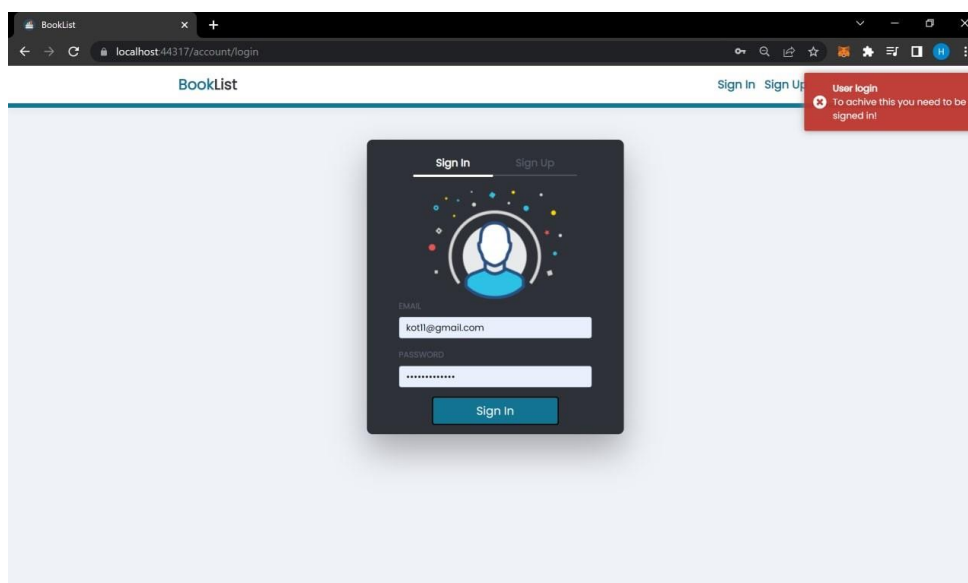 BookList
localhost:44317/account/login
H
BookList
Sign In Sign Up
User login
To achive this you need to be
signed in!
Sign In Sign Up
EMAIL
kot11@gmail.com
PASSWORD
•••••••••••••
Sign In